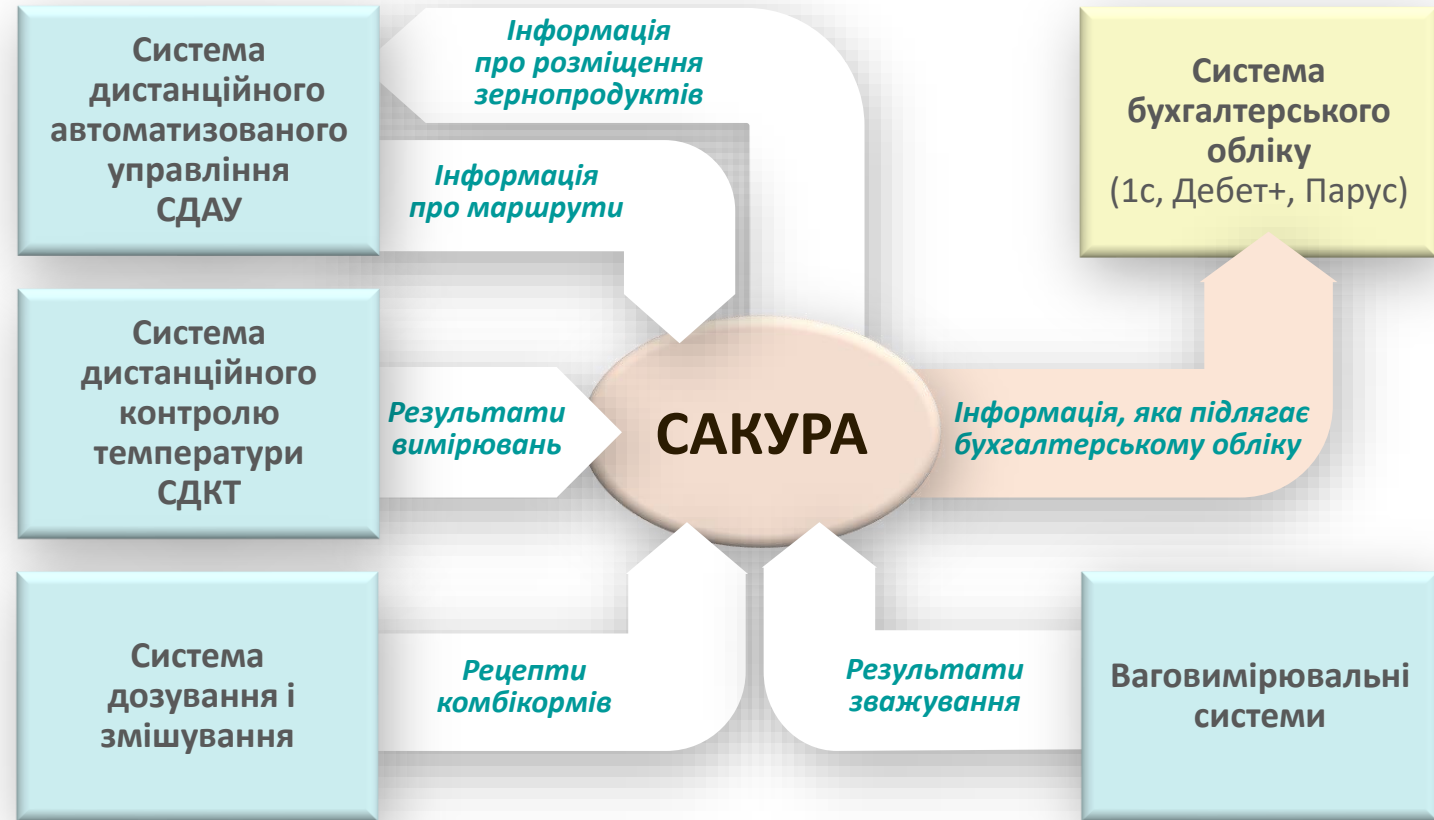 Система
дистанційного
автоматизованого
управління
СДАУ
Інформація
про розміщення
зернопродуктів
Інформація
про маршрути
Система
бухгалтерського
обліку
(1с, Дебет+, Парус)
Система
дистанційного
контролю
температури
СДКТ
Результати
вимірювань
САКУРА
Інформація, яка підлягає
бухгалтерському обліку
Система
дозування і
змішування
Рецепти
комбікормів
Результати
зважування
Ваговимірювальні
системи